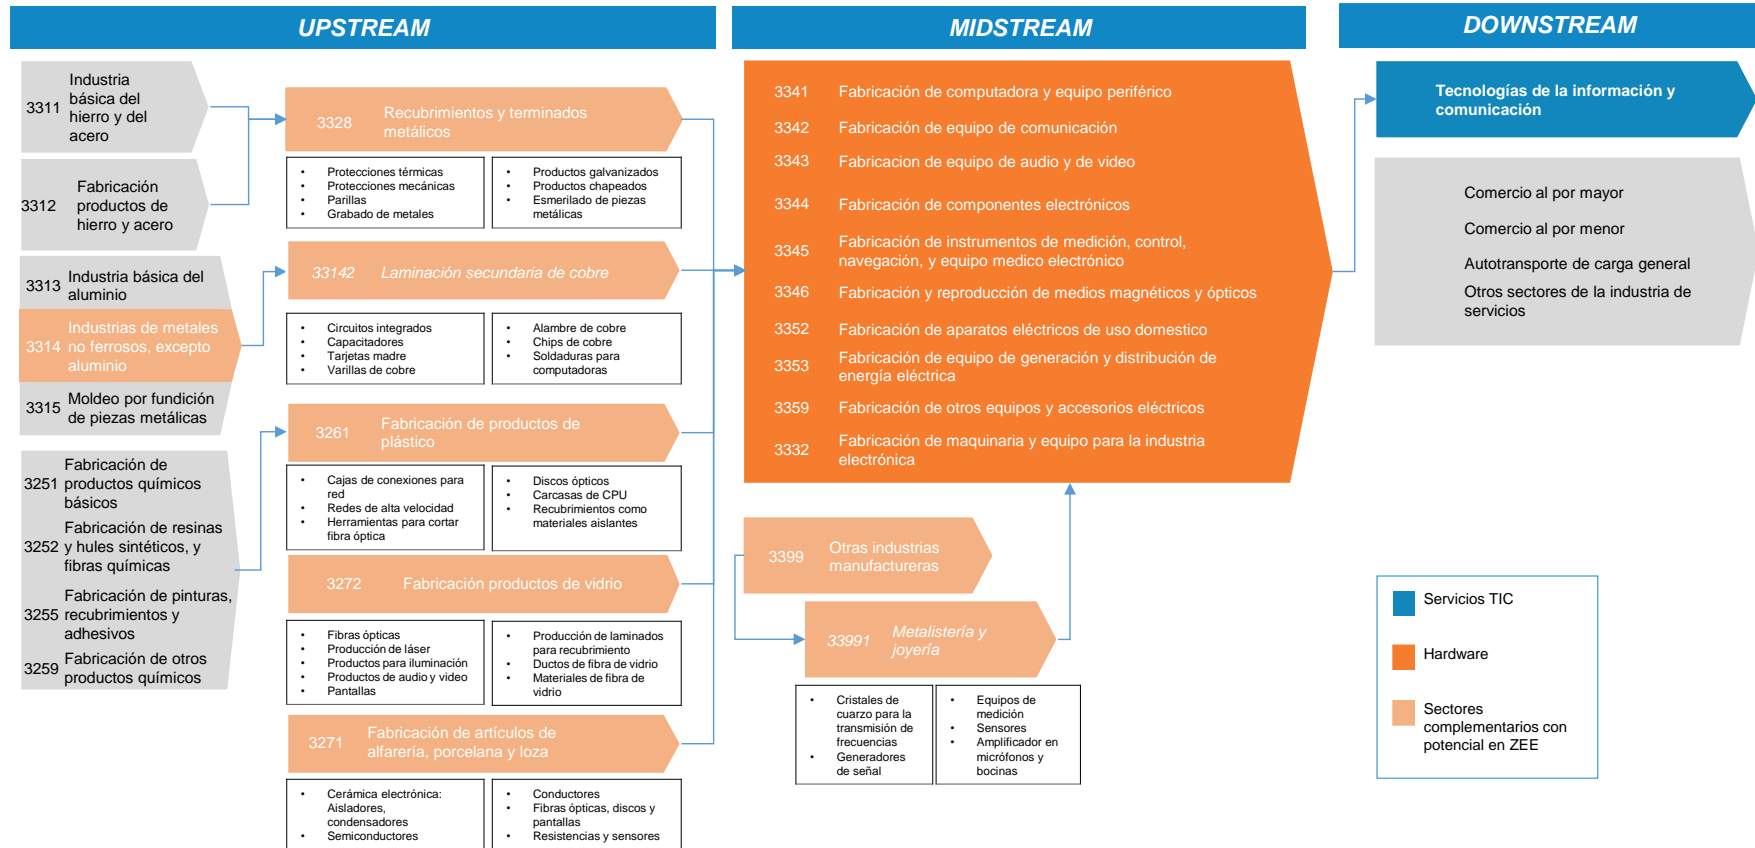 UPSTREAM
MIDSTREAM
DOWNSTREAM
3311
Industria
básica del
hierro y del
acero
3312
Fabricación
productos de
hierro y acero
3313
Industria básica del
aluminio
3314
Industrias de metales
no ferrosos, excepto
aluminio
3315
Moldeo por fundición
de piezas metálicas
3251
Fabricación de
productos químicos
básicos
3252
Fabricación de resinas
y hules sintéticos, y
fibras químicas
3255
Fabricación de pinturas,
recubrimientos y
adhesivos
3259
Fabricación de otros
productos químicos
3328
Recubrimientos y terminados
metálicos
• Protecciones térmicas
• Protecciones mecánicas
• Parillas
• Grabado de metales
• Productos galvanizados
• Productos chapeados
• Esmerilado de piezas
metálicas
33142
Laminación secundaria de cobre
• Circuitos integrados
• Capacitadores
• Tarjetas madre
• Varillas de cobre
• Alambre de cobre
• Chips de cobre
• Soldaduras para
computadoras
3261
Fabricación de productos de
plástico
• Cajas de conexiones para
red
• Redes de alta velocidad
• Herramientas para cortar
fibra óptica
• Discos ópticos
• Carcasas de CPU
• Recubrimientos como
materiales aislantes
3272
Fabricación productos de vidrio
• Fibras ópticas
• Producción de láser
• Productos para iluminación
• Productos de audio y video
• Pantallas
• Producción de laminados
para recubrimiento
• Ductos de fibra de vidrio
• Materiales de fibra de
vidrio
3271
Fabricación de artículos de
alfarería, porcelana y loza
• Cerámica electrónica:
Aisladores,
condensadores
• Semiconductores
• Conductores
• Fibras ópticas, discos y
pantallas
• Resistencias y sensores
3341
Fabricación de computadora y equipo periférico
3342
Fabricación de equipo de comunicación
3343
Fabricacion de equipo de audio y de video
3344
Fabricación de componentes electrónicos
3345
Fabricación de instrumentos de medición, control,
navegación, y equipo medico electrónico
3346
Fabricación y reproducción de medios magnéticos y ópticos
3352
Fabricación de aparatos eléctricos de uso domestico
3353
Fabricación de equipo de generación y distribución de
energía eléctrica
3359
Fabricación de otros equipos y accesorios eléctricos
3332
Fabricación de maquinaria y equipo para la industria
electrónica
3399
Otras industrias
manufactureras
33991
Metalistería y
joyería
• Cristales de
cuarzo para la
transmisión de
frecuencias
• Generadores
de señal
• Equipos de
medición
• Sensores
• Amplificador en
micrófonos y
bocinas
Tecnologías de la información y
comunicación
Comercio al por mayor
Comercio al por menor
Autotransporte de carga general
Otros sectores de la industria de
servicios
Servicios TIC
Hardware
Sectores
complementarios con
potencial en ZEE